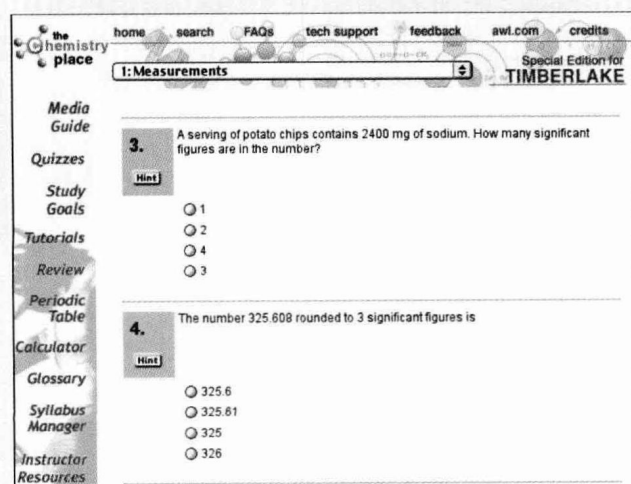 the
Chemistry
place
home search FAQs tech support feedback awl.com credits
1: Measurements
Special Edition for
TIMBERLAKE
Media
Guide
Quizzes
Study
Goals
Tutorials
Review
Periodic
Table
Calculator
Glossary
Syllabus
Manager
Instructor
Resources
3.
Hint
A serving of potato chips contains 2400 mg of sodium. How many significant
figures are in the number?
1
2
4
3
4.
Hint
The number 325.608 rounded to 3 significant figures is
325.6
325.61
325
326